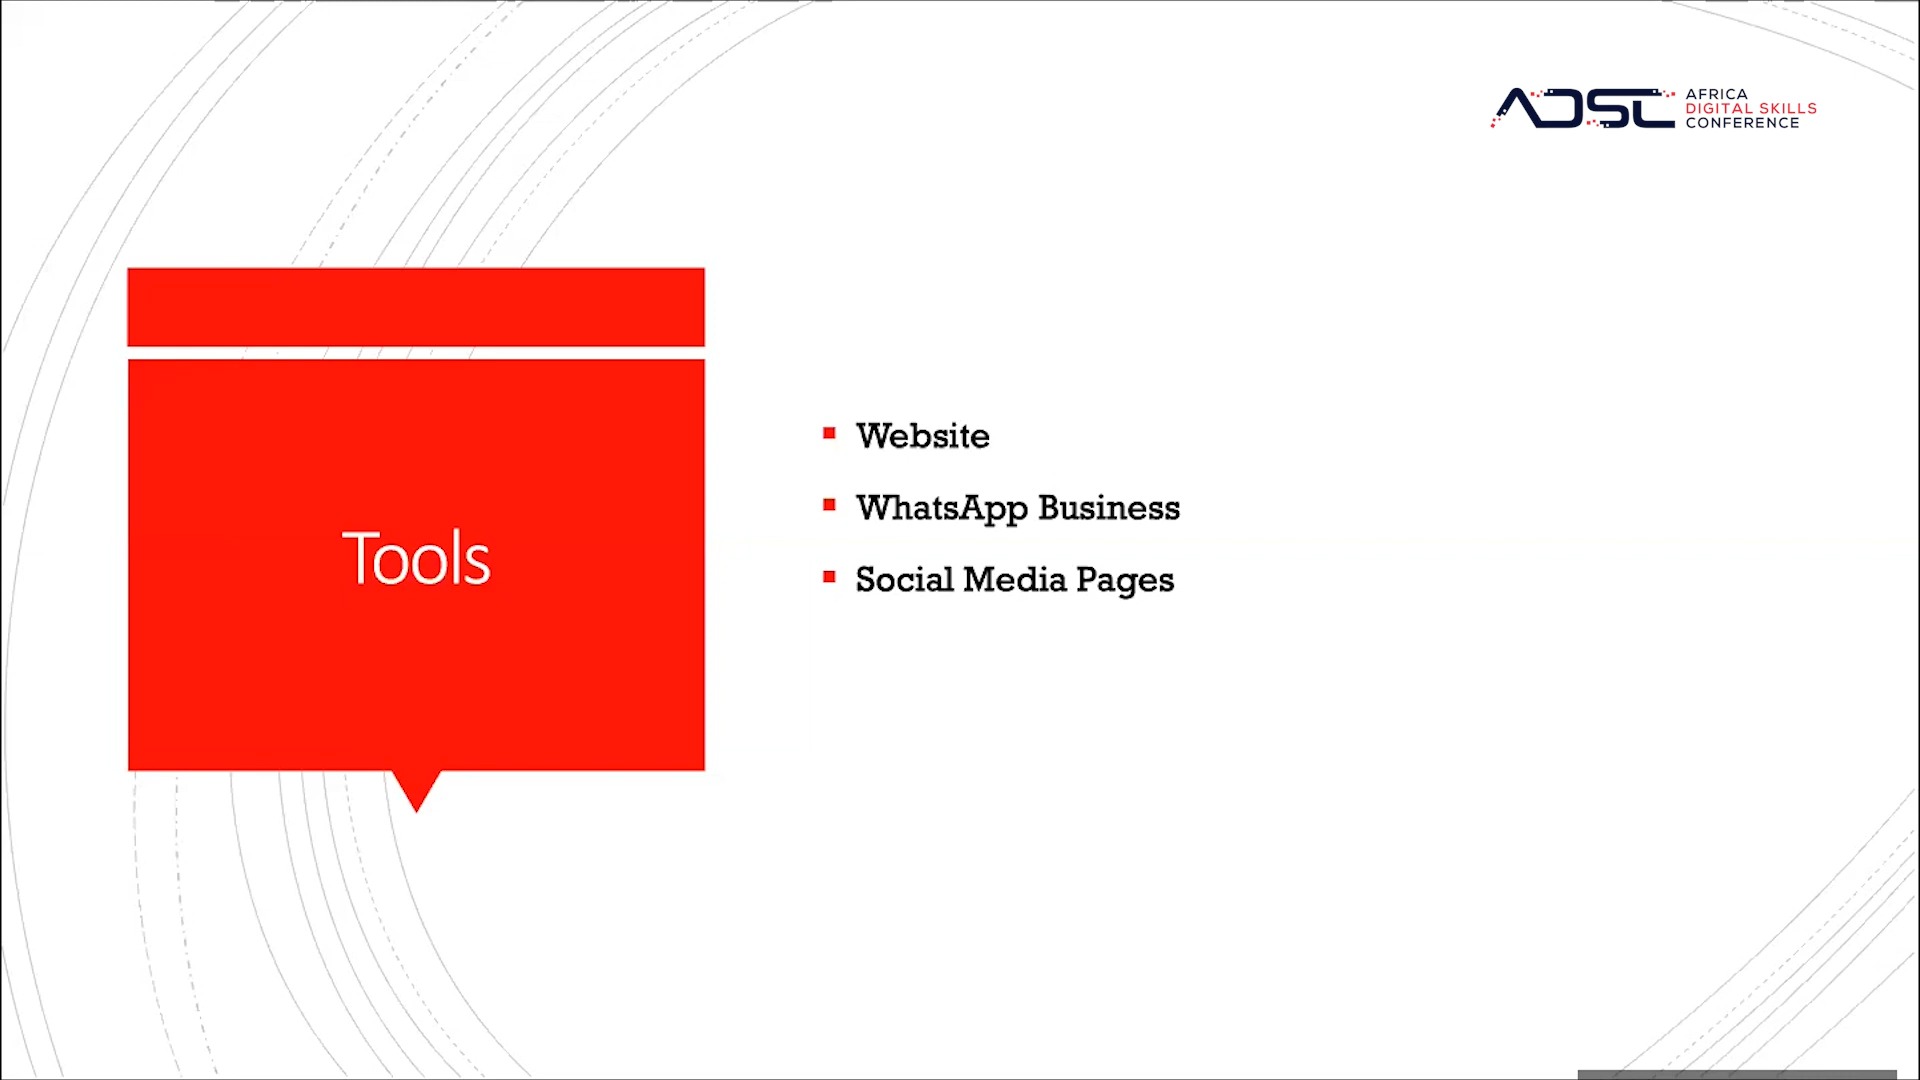 AFRICA
DIGITAL SKILLS
CONFERENCE
Tools
Website
WhatsApp Business
Social Media Pages